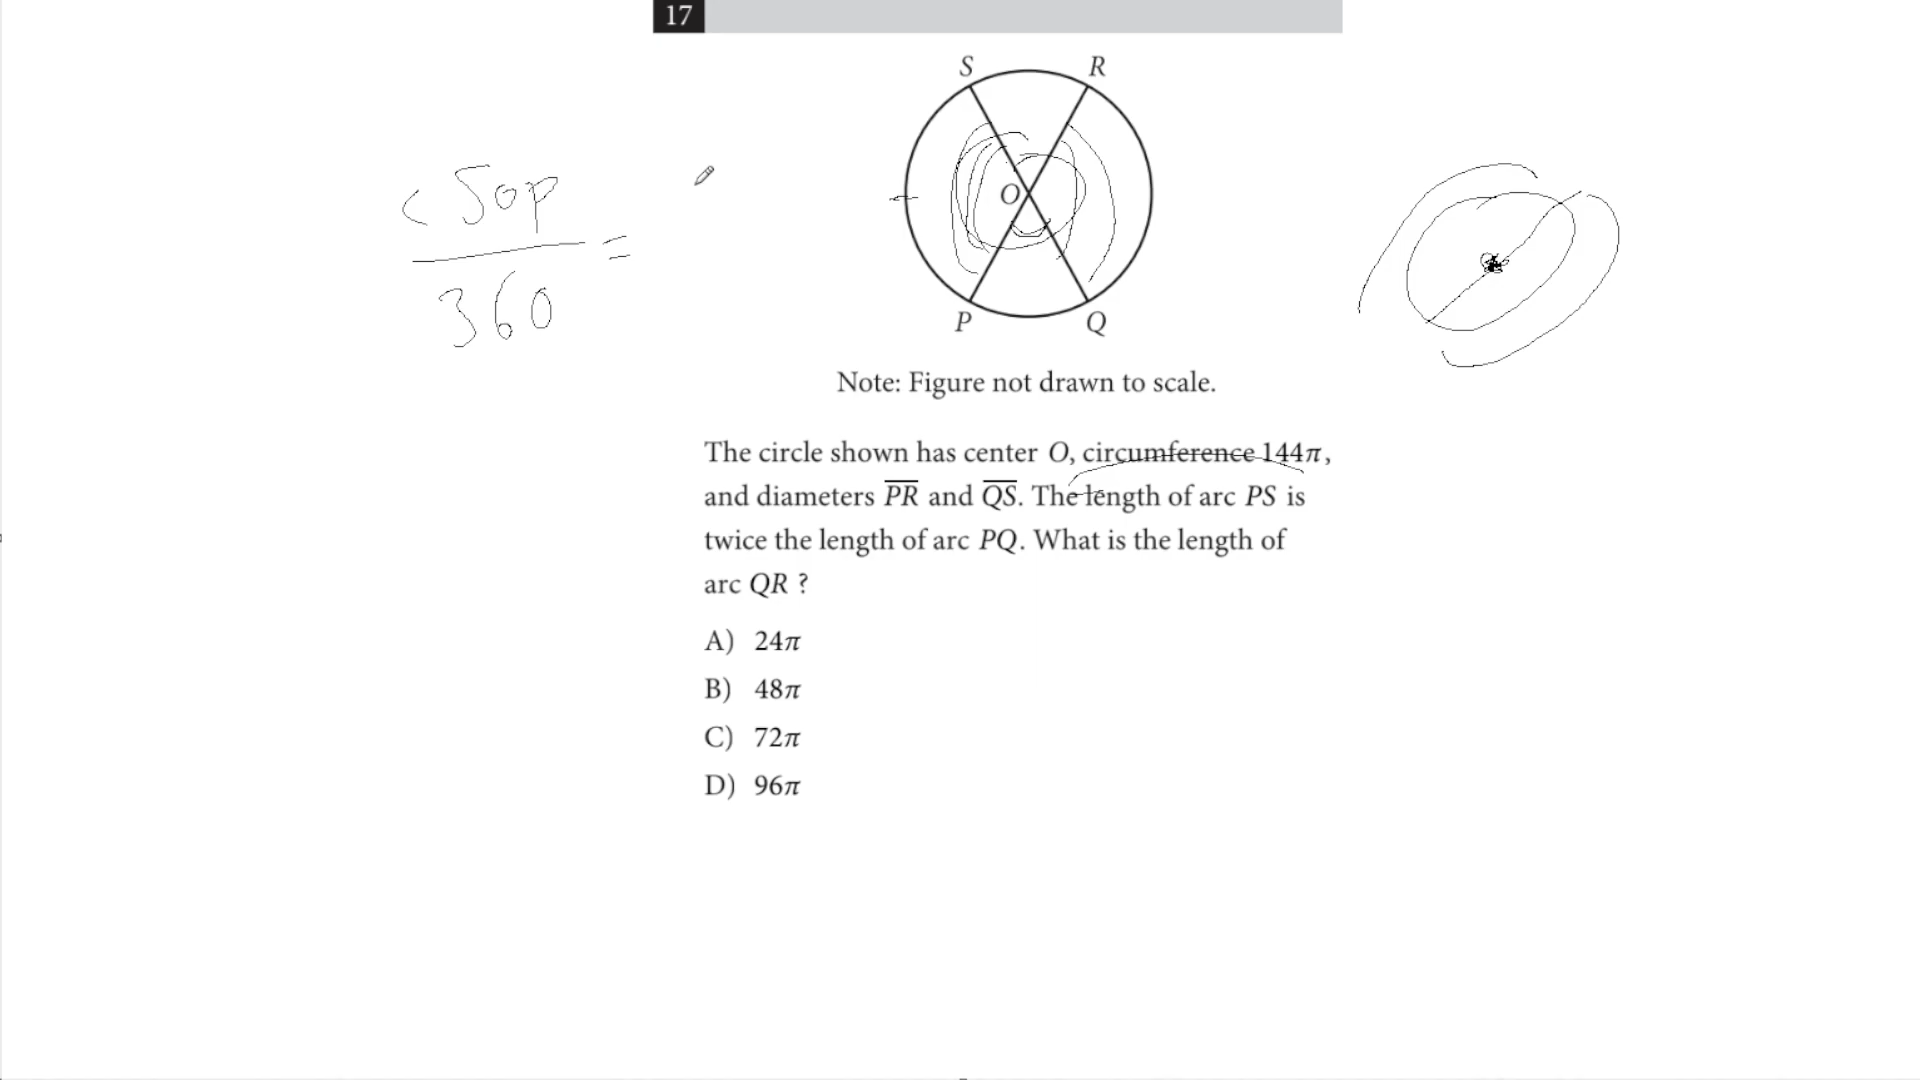 17
S
R
<SOP
360
=
O
P
Q
Note: Figure not drawn to scale.
The circle shown has center O, circumference 144π,
and diameters PR and QS. The length of arc PS is
twice the length of arc PQ. What is the length of
arc QR ?
A) 24π
B) 48π
C) 72π
D) 96π